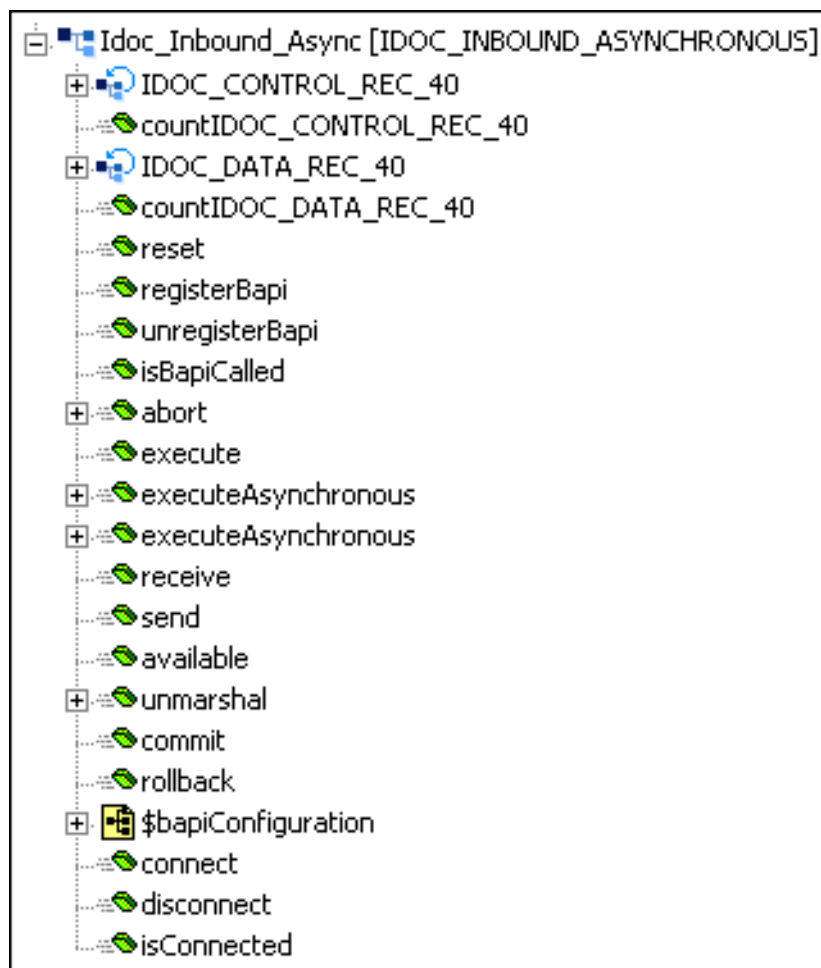 Idoc_Inbound_Async [IDOC_INBOUND_ASYNCHRONOUS]
IDOC_CONTROL_REC_40
countIDOC_CONTROL_REC_40
IDOC_DATA_REC_40
countIDOC_DATA_REC_40
reset
registerBapi
unregisterBapi
isBapiCalled
abort
execute
executeAsynchronous
executeAsynchronous
receive
send
available
unmarshal
commit
rollback
$bapiConfiguration
connect
disconnect
isConnected